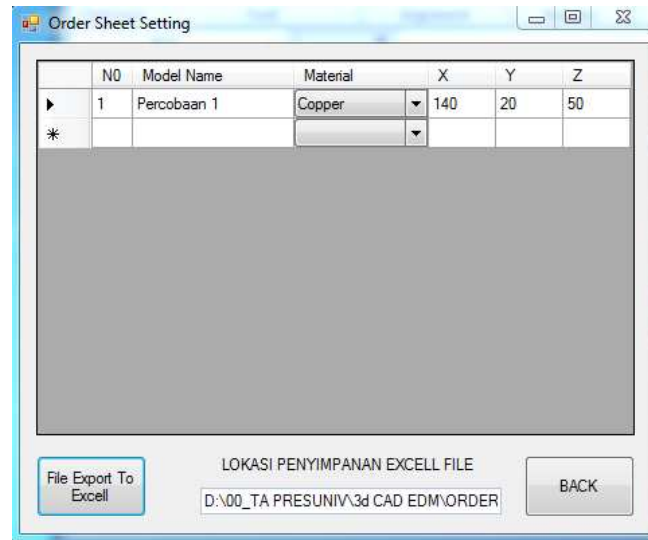 Order Sheet Setting
N0 Model Name Material X Y Z
1 Percobaan 1 Copper 140 20 50
File Export To
Excell
LOKASI PENYIMPANAN EXCELL FILE
D:\00_TA PRESUNIV\3d CAD EDM\ORDER
BACK